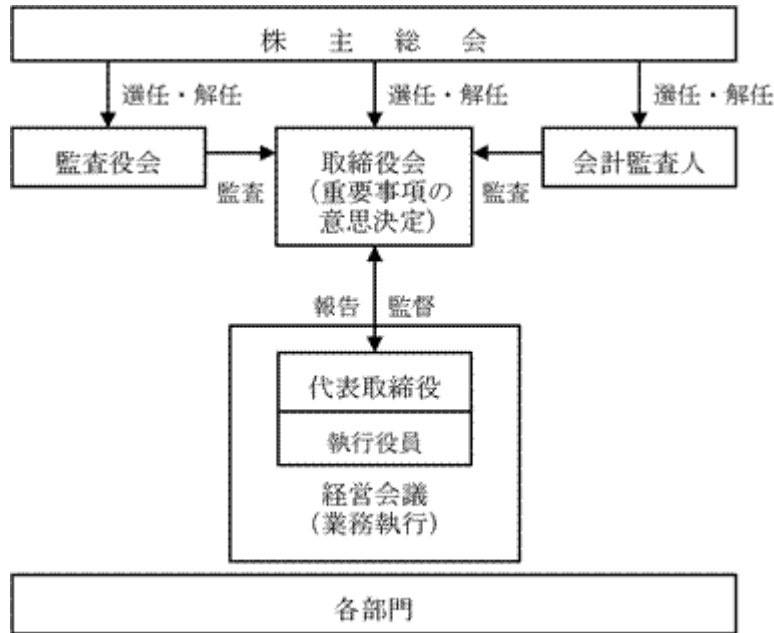 株主総会
選任・解任
選任・解任
選任・解任
監査役会
監査
取締役会
（重要事項の
意思決定）
監査
会計監査人
報告
監督
代表取締役
執行役員
経営会議
（業務執行）
各部門